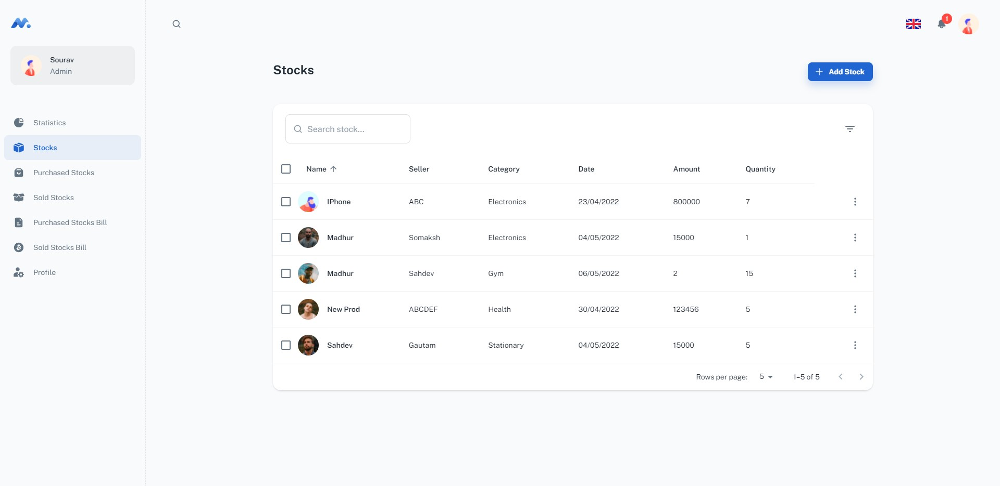 Sourav
Admin
Statistics
Stocks
Purchased Stocks
Sold Stocks
Purchased Stocks Bill
Sold Stocks Bill
Profile
1
Stocks
Add Stock
Search stock...
Name Seller Category Date Amount Quantity
IPhone ABC Electronics 23/04/2022 800000 7
Madhur Somaksh Electronics 04/05/2022 15000 1
Madhur Sahdev Gym 06/05/2022 2 15
New Prod ABCDEF Health 30/04/2022 123456 5
Sahdev Gautam Stationary 04/05/2022 15000 5
Rows per page: 5 1–5 of 5